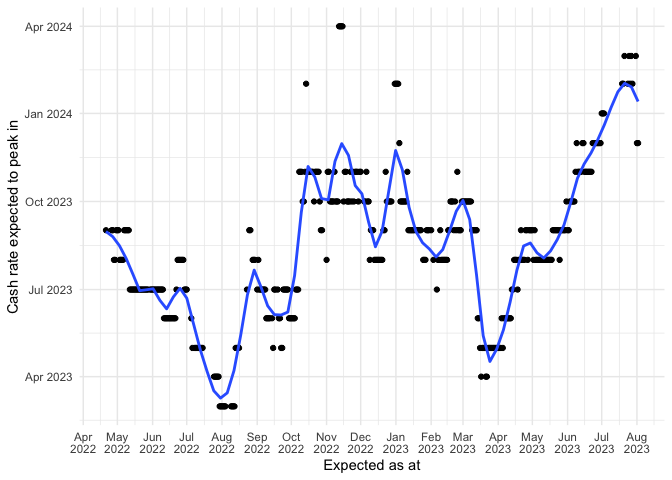 Cash rate expected to peak in
Apr 2024
Jan 2024
Oct 2023
Jul 2023
Apr 2023
Apr May Jun Jul Aug Sep Oct Nov Dec Jan Feb Mar Apr May Jun Jul Aug
2022 2022 2022 2022 2022 2022 2022 2022 2022 2023 2023 2023 2023 2023 2023 2023 2023
Expected as at